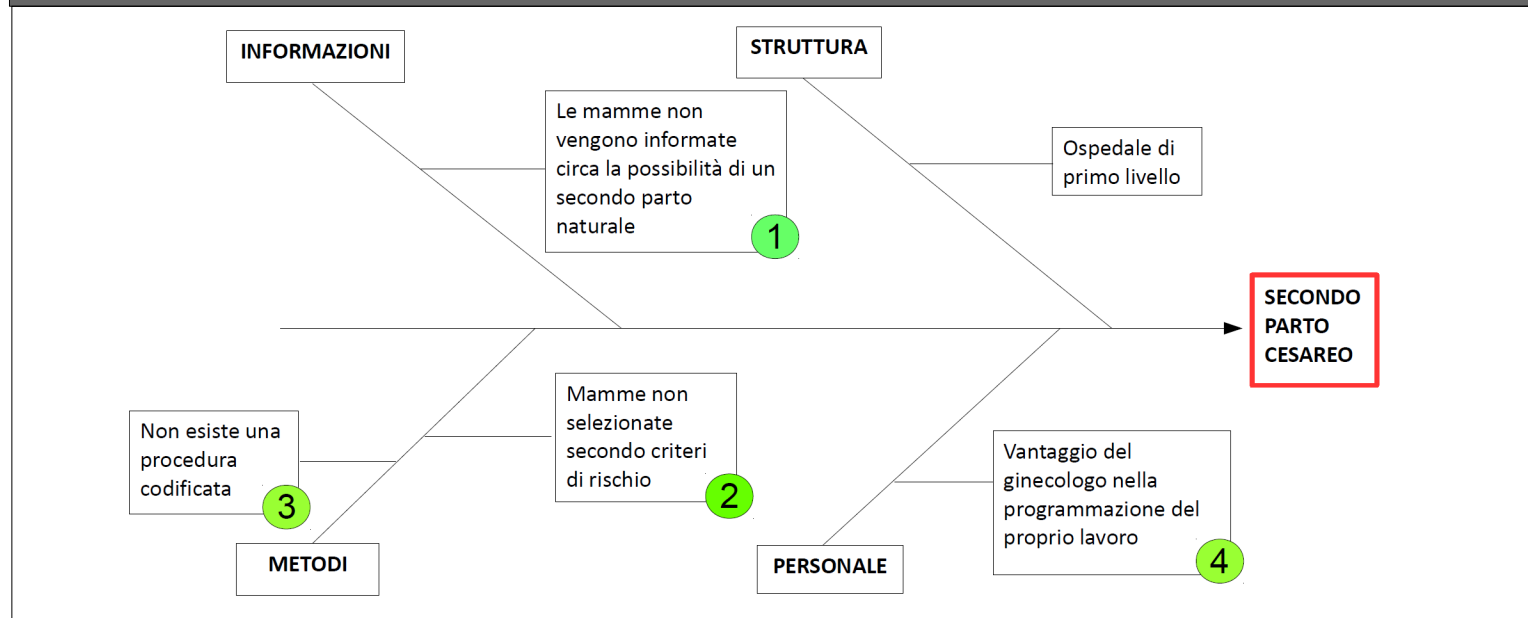 INFORMAZIONI
STRUTTURA
Le mamme non
vengono informate
circa la possibilità di un
secondo parto
naturale
1
Ospedale di
primo livello
SECONDO
PARTO
CESAREO
Non esiste una
procedura
codificata
3
Mamme non
selezionate
secondo criteri
di rischio
2
Vantaggio del
ginecologo nella
programmazione del
proprio lavoro
4
METODI
PERSONALE